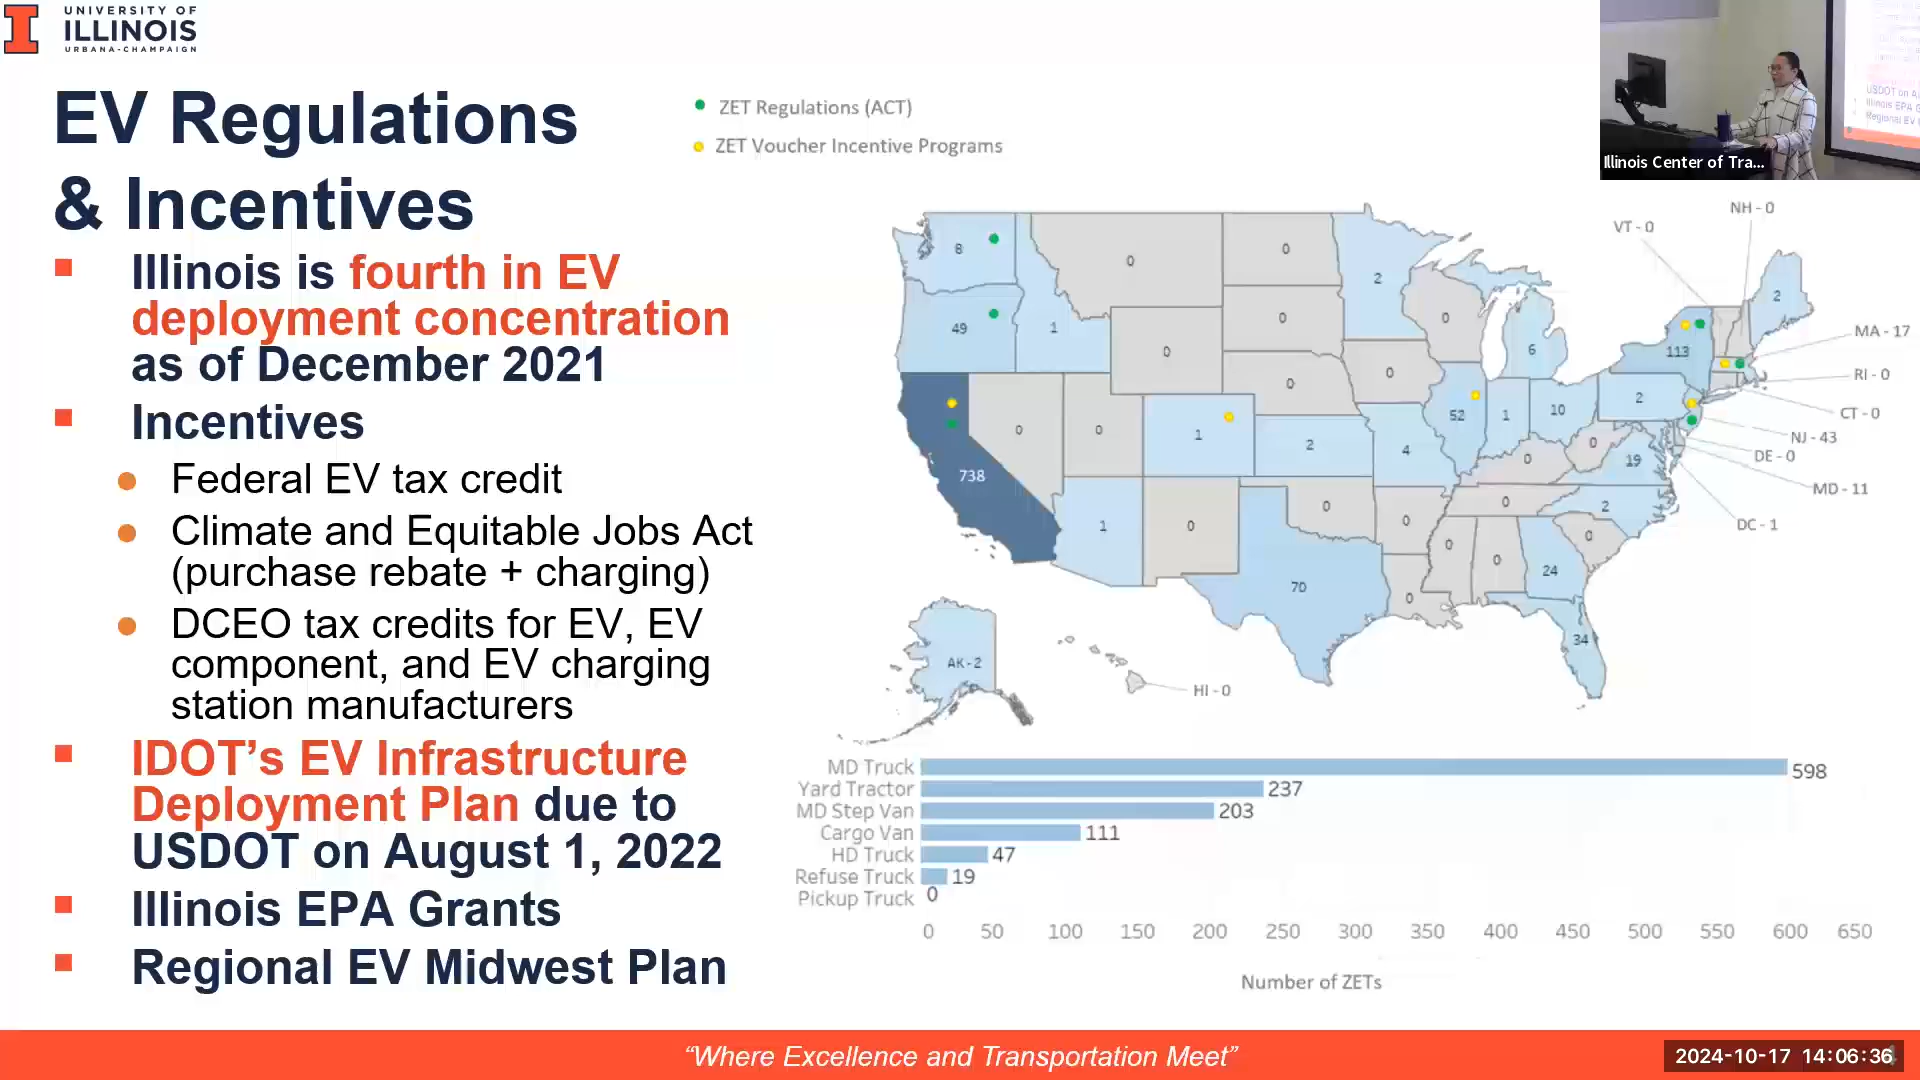 UNIVERSITY OF
ILLINOIS
URBANA-CHAMPAIGN
EV Regulations
& Incentives
Illinois is fourth in EV
deployment concentration
as of December 2021
Incentives
Federal EV tax credit
Climate and Equitable Jobs Act
(purchase rebate + charging)
DCEO tax credits for EV, EV
component, and EV charging
station manufacturers
IDOT’s EV Infrastructure
Deployment Plan due to
USDOT on August 1, 2022
Illinois EPA Grants
Regional EV Midwest Plan
ZET Regulations (ACT)
ZET Voucher Incentive Programs
Illinois Center of Tra...
NH - 0
VT - 0
8
0
0
2
2
49
1
0
0
0
6
113
MA - 17
0
0
0
RI - 0
738
0
0
1
2
4
52
1
10
2
CT - 0
NJ - 43
DE - 0
0
0
19
MD - 11
1
0
0
0
0
2
DC - 1
70
0
0
0
0
24
0
34
AK - 2
HI - 0
MD Truck 598
Yard Tractor 237
MD Step Van 203
Cargo Van 111
HD Truck 47
Refuse Truck 19
Pickup Truck 0
0 50 100 150 200 250 300 350 400 450 500 550 600 650
Number of ZETs
“Where Excellence and Transportation Meet”
2024-10-17 14:06:36